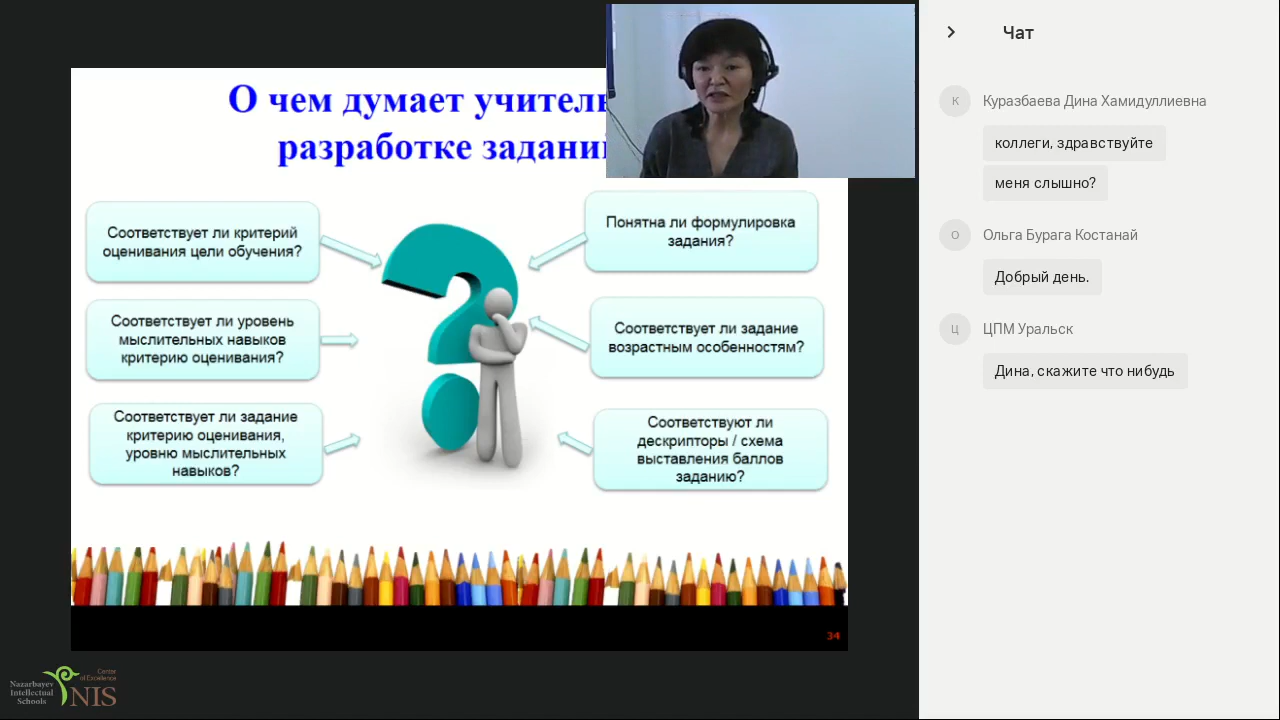 О чем думает учитель
разработке заданий
Соответствует ли критерий
оценивания цели обучения?
Соответствует ли уровень
мыслительных навыков
критерию оценивания?
Соответствует ли задание
критерию оценивания,
уровню мыслительных
навыков?
Понятна ли формулировка
задания?
Соответствует ли задание
возрастным особенностям?
Соответствуют ли
дескрипторы / схема
выставления баллов
заданию?
34
Nazarbayev
Intellectual
Schools
NIS
Center
of Excellence
Чат
К
Куразбаева Дина Хамидуллиевна
коллеги, здравствуйте
меня слышно?
О
Ольга Бурага Костанай
Добрый день.
Ц
ЦПМ Уральск
Дина, скажите что нибудь